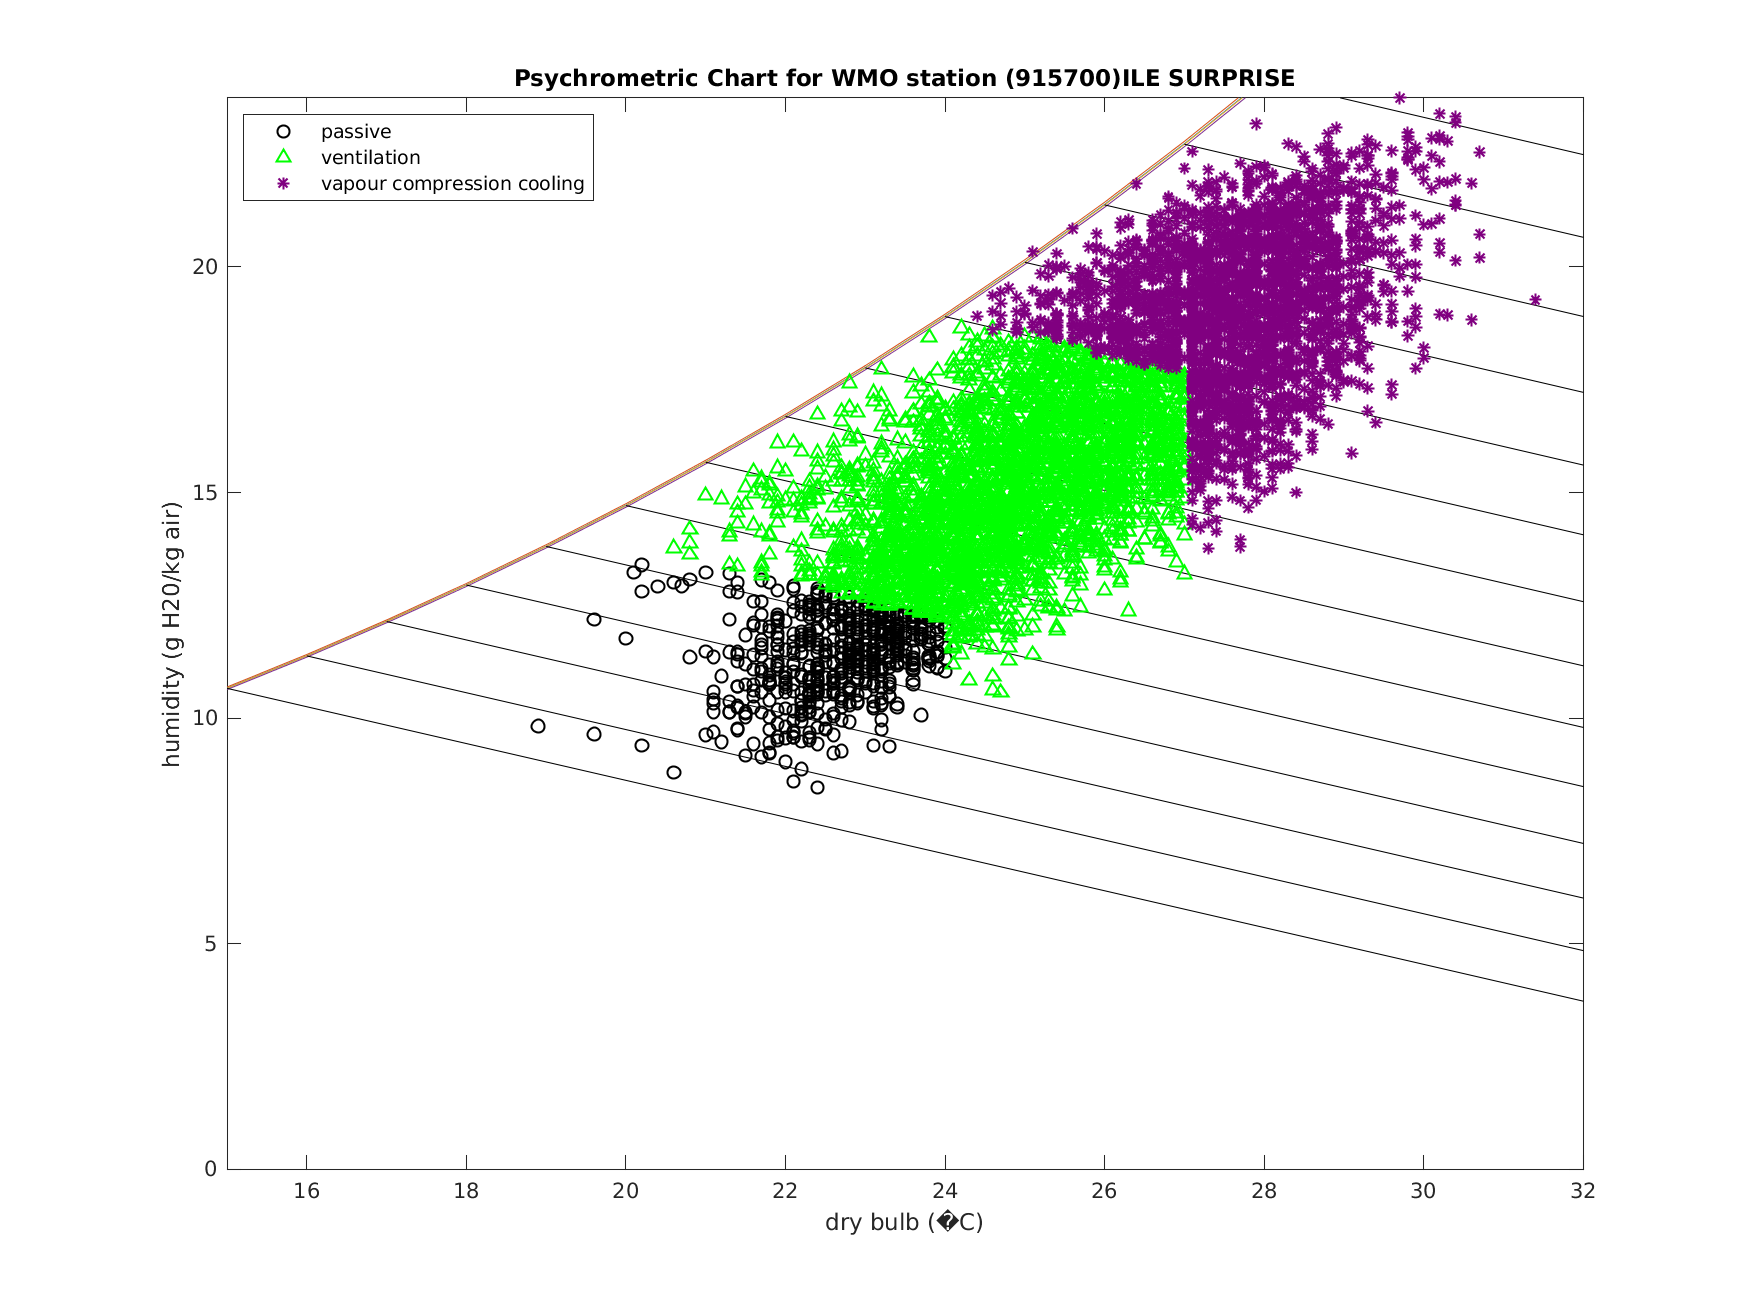 Psychrometric Chart for WMO station (915700)ILE SURPRISE
passive
ventilation
vapour compression cooling
humidity (g H20/kg air)
20
15
10
5
0
16 18 20 22 24 26 28 30 32
dry bulb (�C)